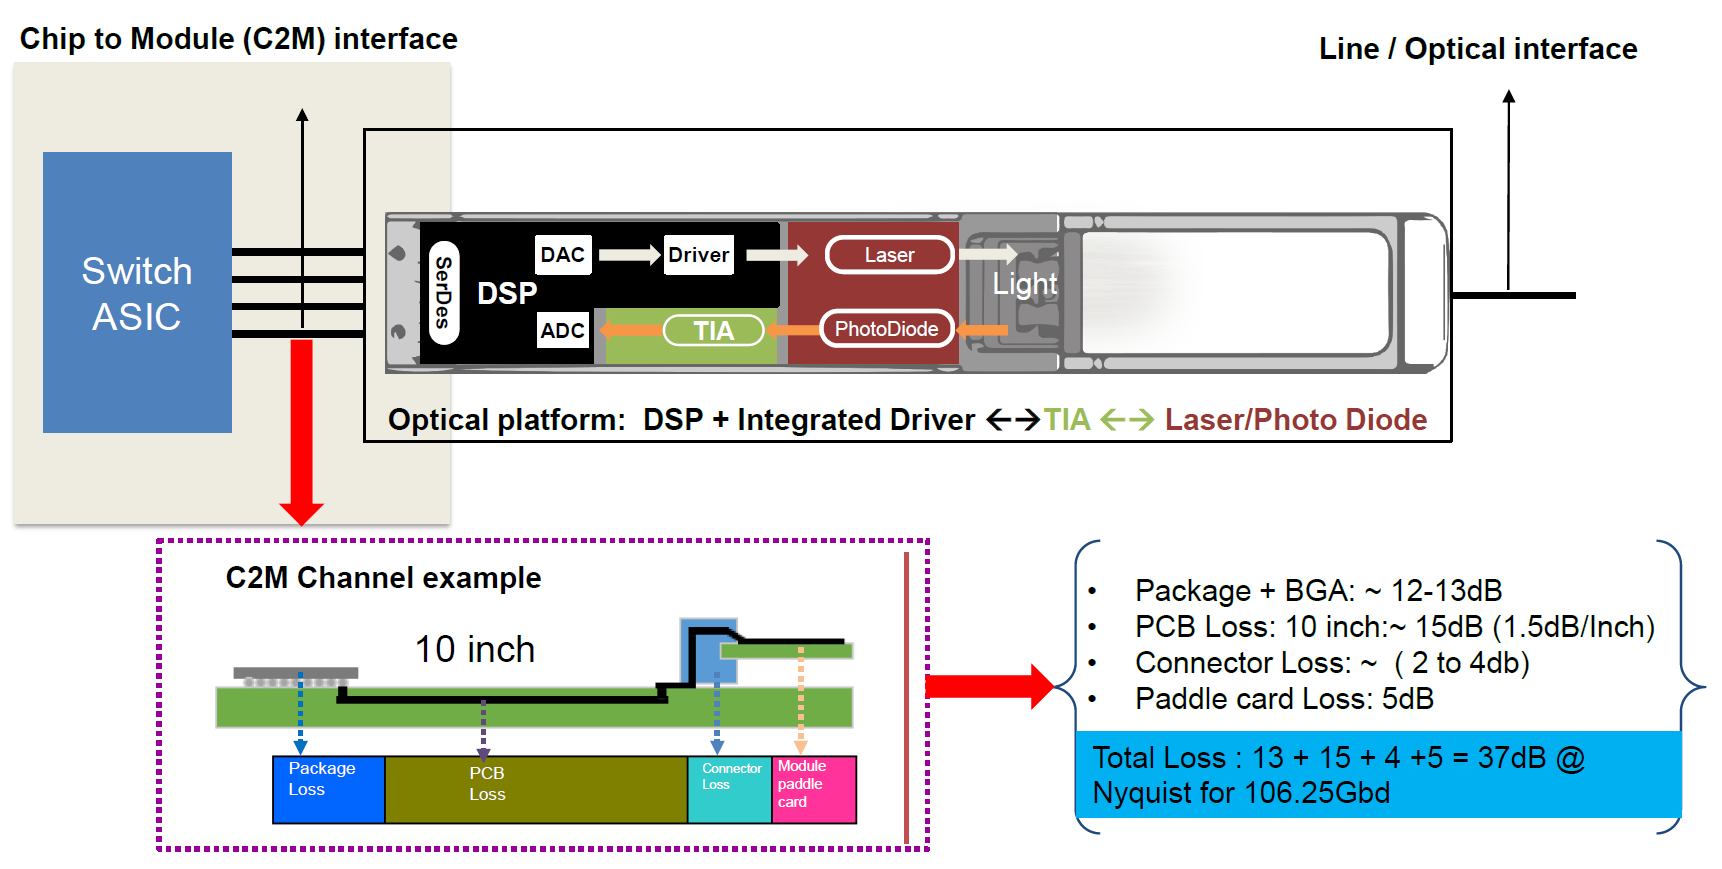 Chip to Module (C2M) interface
Line / Optical interface
Switch
ASIC
SerDes
DSP
DAC
Driver
Laser
Light
ADC
TIA
PhotoDiode
Optical platform: DSP + Integrated Driver ←→TIA ←→ Laser/Photo Diode
C2M Channel example
10 inch
Package
Loss
PCB
Loss
Connector
Loss
Module
paddle
card
• Package + BGA: ~ 12-13dB
• PCB Loss: 10 inch:~ 15dB (1.5dB/Inch)
• Connector Loss: ~ ( 2 to 4db)
• Paddle card Loss: 5dB
Total Loss : 13 + 15 + 4 +5 = 37dB @
Nyquist for 106.25Gbd